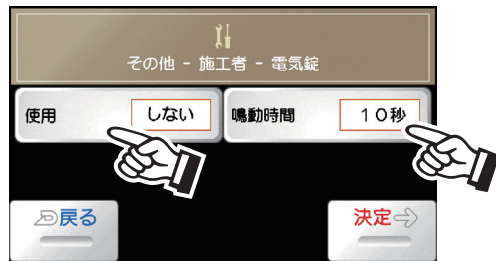 その他 - 施工者 - 電気錠
使用 しない 鳴動時間 10秒
戻る 決定